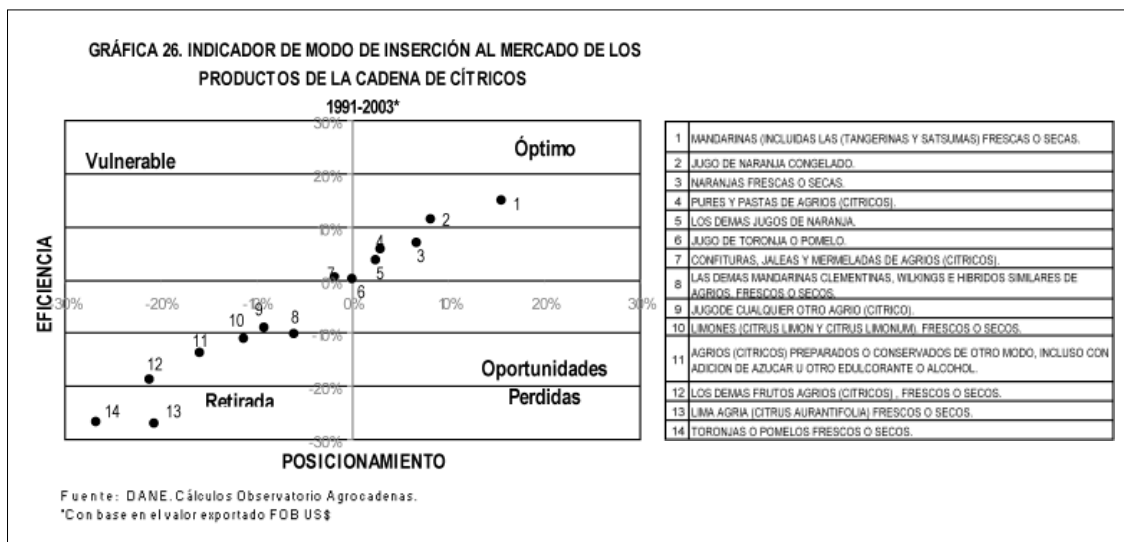 GRÁFICA 26. INDICADOR DE MODO DE INSERCIÓN AL MERCADO DE LOS
PRODUCTOS DE LA CADENA DE CÍTRICOS
1991-2003*
30%
Vulnerable
Óptimo
20%
1
2
10%
4
3
5
7
0%
6
EFICIENCIA
-30%
-20%
-10%
0%
10%
20%
30%
9
8
10
-10%
11
12
Oportunidades
Perdidas
-20%
Retirada
14
13
-30%
POSICIONAMIENTO
1 MANDARINAS (INCLUIDAS LAS (TANGERINAS Y SATSUMAS) FRESCAS O SECAS.
2 JUGO DE NARANJA CONGELADO.
3 NARANJAS FRESCAS O SECAS.
4 PURES Y PASTAS DE AGRIOS (CITRICOS).
5 LOS DEMAS JUGOS DE NARANJA.
6 JUGO DE TORONJA O POMELO.
7 CONFITURAS, JALEAS Y MERMELADAS DE AGRIOS (CITRICOS).
8 LAS DEMAS MANDARINAS CLEMENTINAS, WILKINGS E HIBRIDOS SIMILARES DE
AGRIOS. FRESCOS O SECOS.
9 JUGODE CUALQUIER OTRO AGRIO (CITRICO).
10 LIMONES (CITRUS LIMON Y CITRUS LIMONUM). FRESCOS O SECOS.
11 AGRIOS (CITRICOS) PREPARADOS O CONSERVADOS DE OTRO MODO, INCLUSO CON
ADICION DE AZUCAR U OTRO EDULCORANTE O ALCOHOL.
12 LOS DEMAS FRUTOS AGRIOS (CITRICOS) , FRESCOS O SECOS.
13 LIMA AGRIA (CITRUS AURANTIFOLIA) FRESCOS O SECOS.
14 TORONJAS O POMELOS FRESCOS O SECOS.
Fuente: DANE. Cálculos Observatorio Agrocadenas.
*Con base en el valor exportado FOB US$